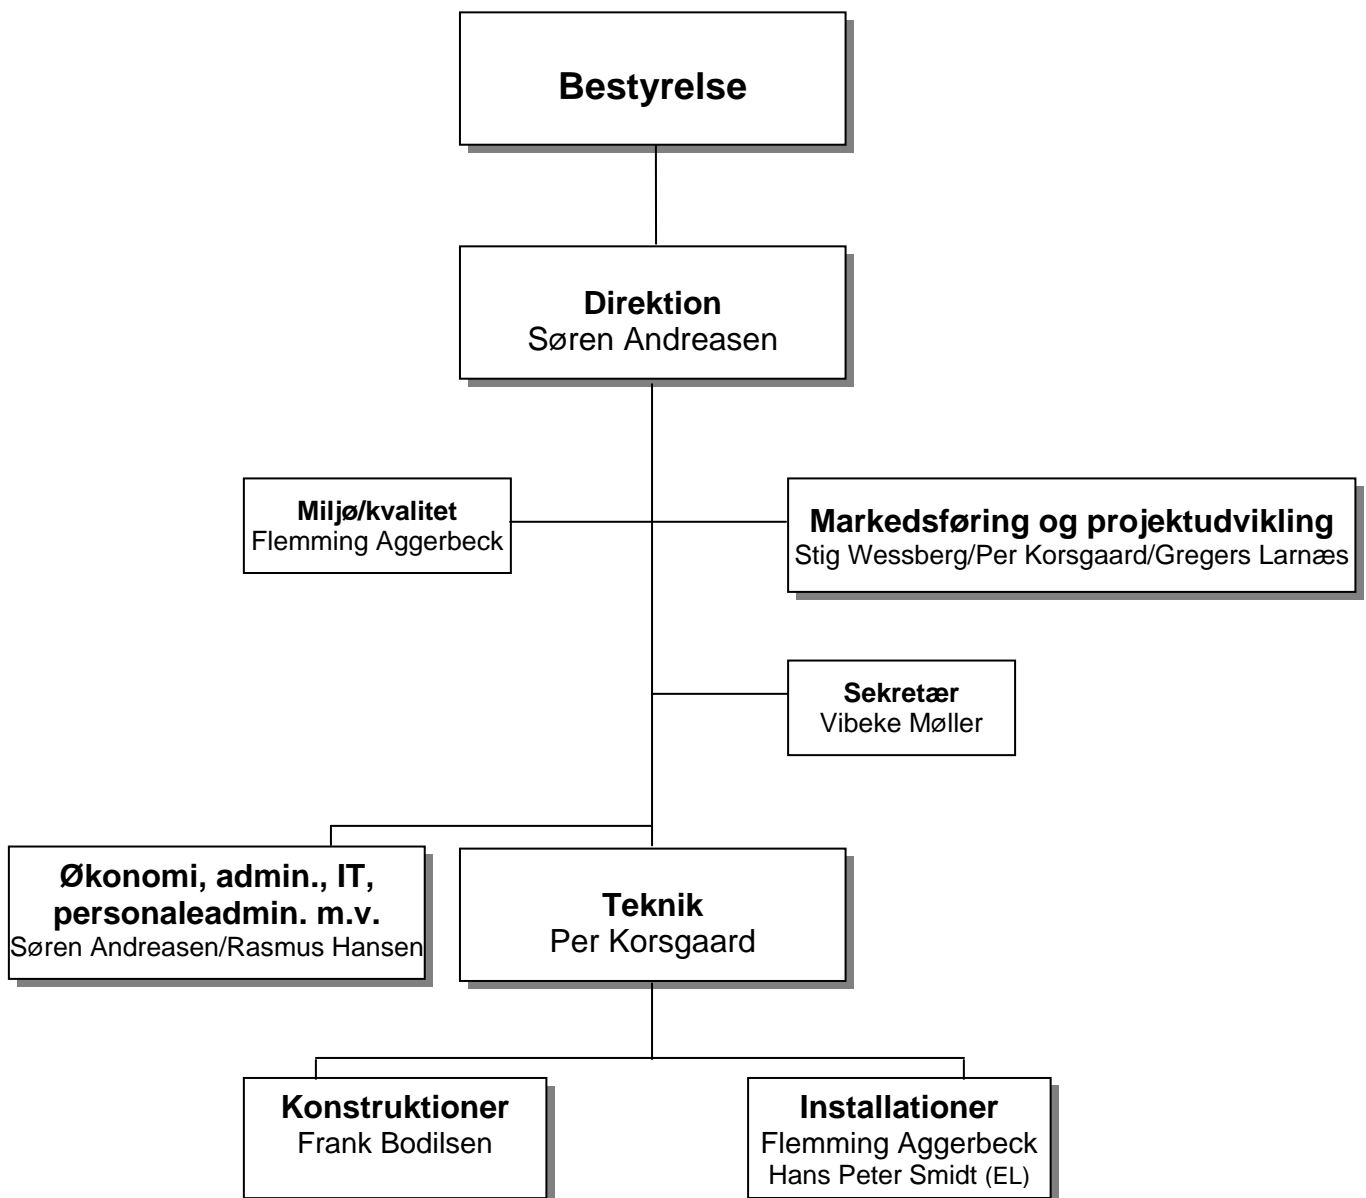 Bestyrelse
Direktion
Søren Andreasen
Miljø/kvalitet
Flemming Aggerbeck
Markedsføring og projektudvikling
Stig Wessberg/Per Korsgaard/Gregers Larnæs
Sekretær
Vibeke Møller
Økonomi, admin., IT,
personaleadmin. m.v.
Søren Andreasen/Rasmus Hansen
Teknik
Per Korsgaard
Konstruktioner
Frank Bodilsen
Installationer
Flemming Aggerbeck
Hans Peter Smidt (EL)